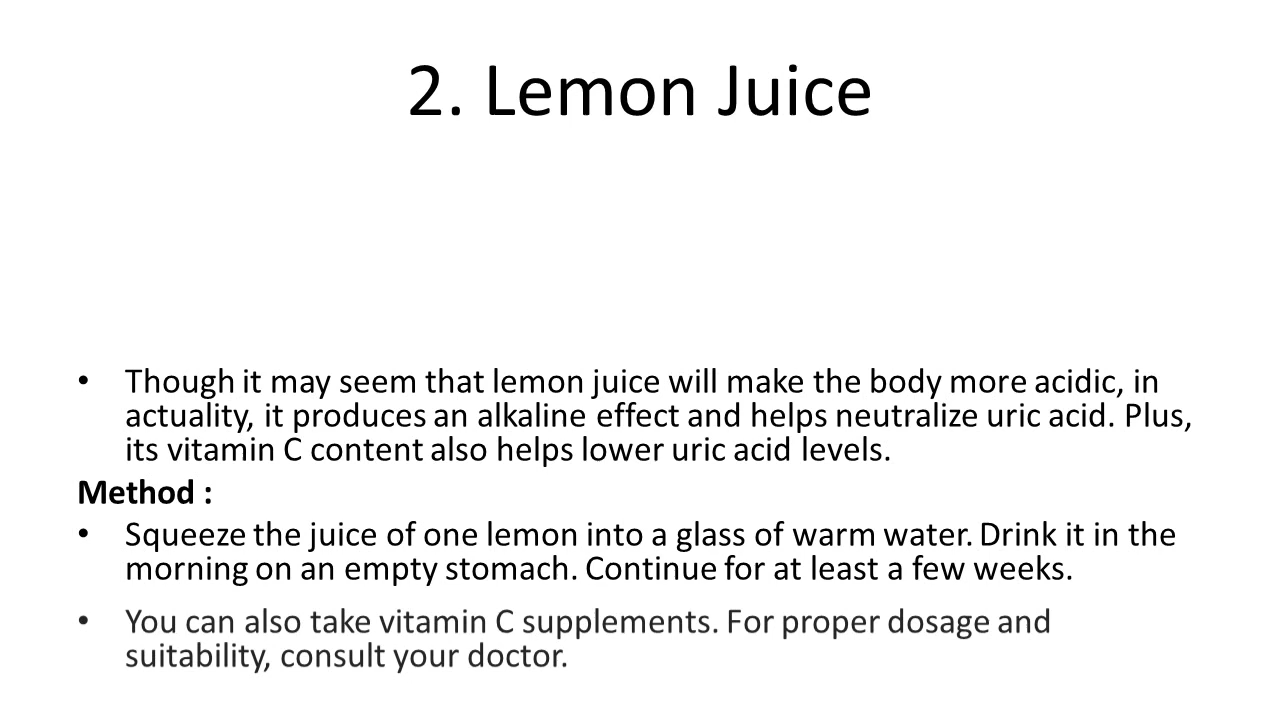 2. Lemon Juice
• Though it may seem that lemon juice will make the body more acidic, in
actuality, it produces an alkaline effect and helps neutralize uric acid. Plus,
its vitamin C content also helps lower uric acid levels.
Method :
• Squeeze the juice of one lemon into a glass of warm water. Drink it in the
morning on an empty stomach. Continue for at least a few weeks.
• You can also take vitamin C supplements. For proper dosage and
suitability, consult your doctor.